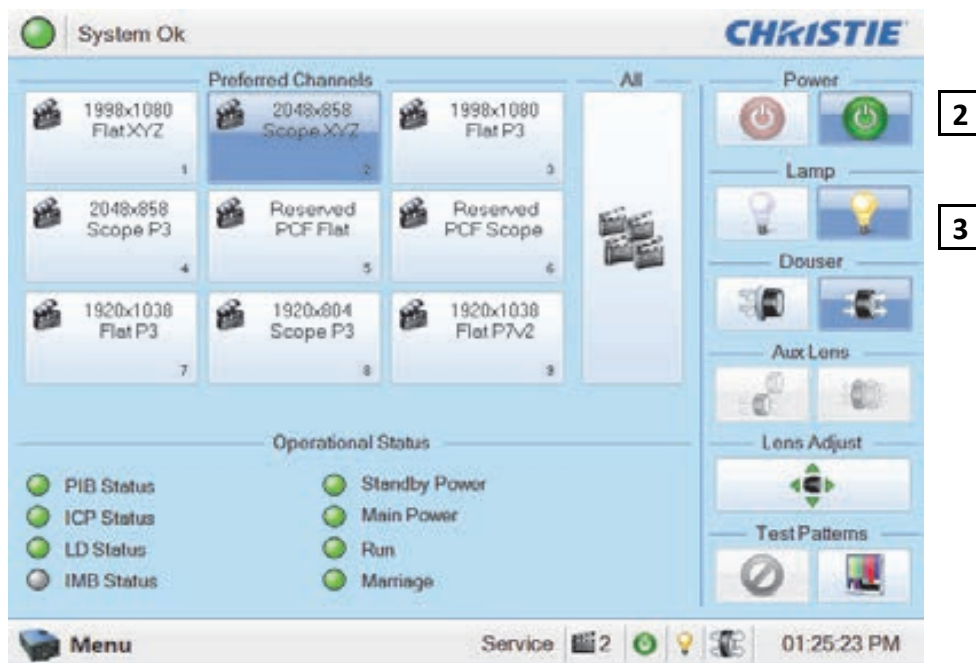 System Ok
CHRISTIE
Preferred Channels
All
Power
1998x1080
Flat XYZ
1
2048x858
Scope XYZ
2
1998x1080
Flat P3
3
2
Lamp
2048x858
Scope P3
4
Reserved
PCF Flat
5
Reserved
PCF Scope
6
3
Douser
1920x1038
Flat P3
7
1920x804
Scope P3
8
1920x1038
Flat P7v2
9
Aux Lens
Operational Status
Lens Adjust
PIB Status
Standby Power
ICP Status
Main Power
LD Status
Run
IMB Status
Marriage
Test Patterns
Menu
Service
2
01:25:23 PM